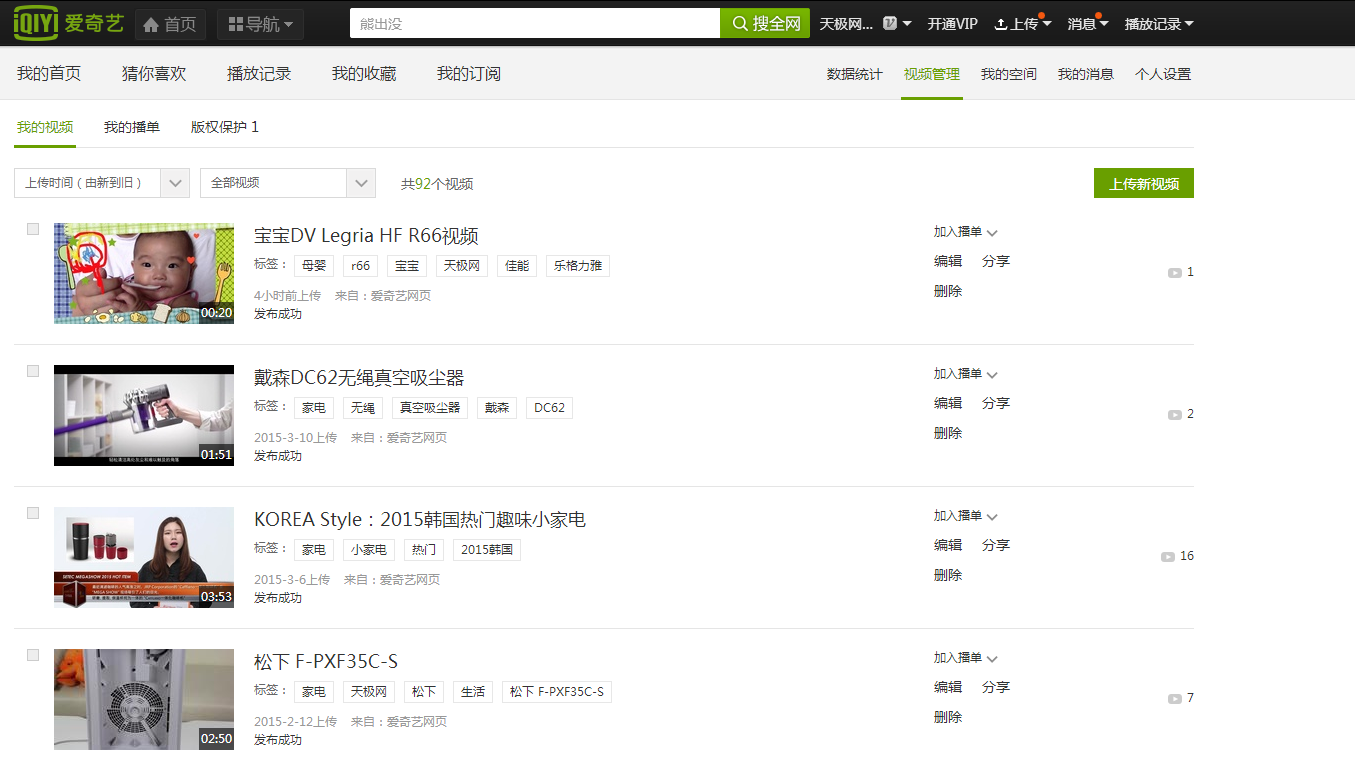 iQIYI 爱奇艺 首页 导航 熊出没 搜全网 天极网... 开通VIP 上传 消息 播放记录
我的首页 猜你喜欢 播放记录 我的收藏 我的订阅 数据统计 视频管理 我的空间 我的消息 个人设置
我的视频 我的播单 版权保护 1
上传时间（由新到旧） 全部视频 共92个视频 上传新视频
宝宝DV Legria HF R66视频 加入播单
标签： 母婴 r66 宝宝 天极网 佳能 乐格力雅 编辑 分享 1
4小时前上传 来自：爱奇艺网页 删除
00:20 发布成功
戴森DC62无绳真空吸尘器 加入播单
标签： 家电 无绳 真空吸尘器 戴森 DC62 编辑 分享 2
2015-3-10上传 来自：爱奇艺网页 删除
01:51 发布成功
KOREA Style：2015韩国热门趣味小家电 加入播单
标签： 家电 小家电 热门 2015韩国 编辑 分享 16
SETEC MEGASHOW 2015 HOT ITEM
2015-3-6上传 来自：爱奇艺网页 删除
03:53 发布成功
松下 F-PXF35C-S 加入播单
标签： 家电 天极网 松下 生活 松下 F-PXF35C-S 编辑 分享 7
2015-2-12上传 来自：爱奇艺网页 删除
02:50 发布成功